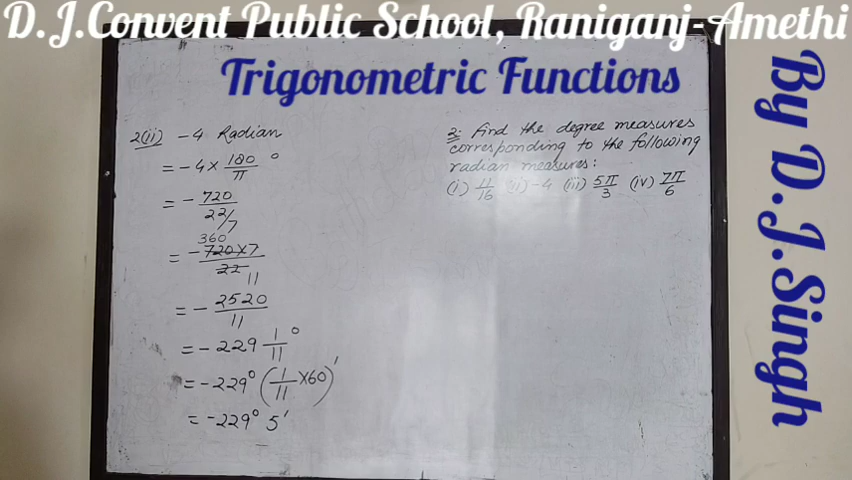 D.J.Convent Public School, Raniganj-Amethi
Trigonometric Functions
By D.J.Singh
2(ii) -4 Radian
= -4 × 180/π °
= - 720/22/7
360
= - 720×7/22 11
= - 2520/11
= - 229 1/11 °
= -229° (1/11 ×60)′
= -229° 5′
2. Find the degree measures
corresponding to the following
radian measures:
(i) 11/16 (ii) -4 (iii) 5π/3 (iv) 7π/6